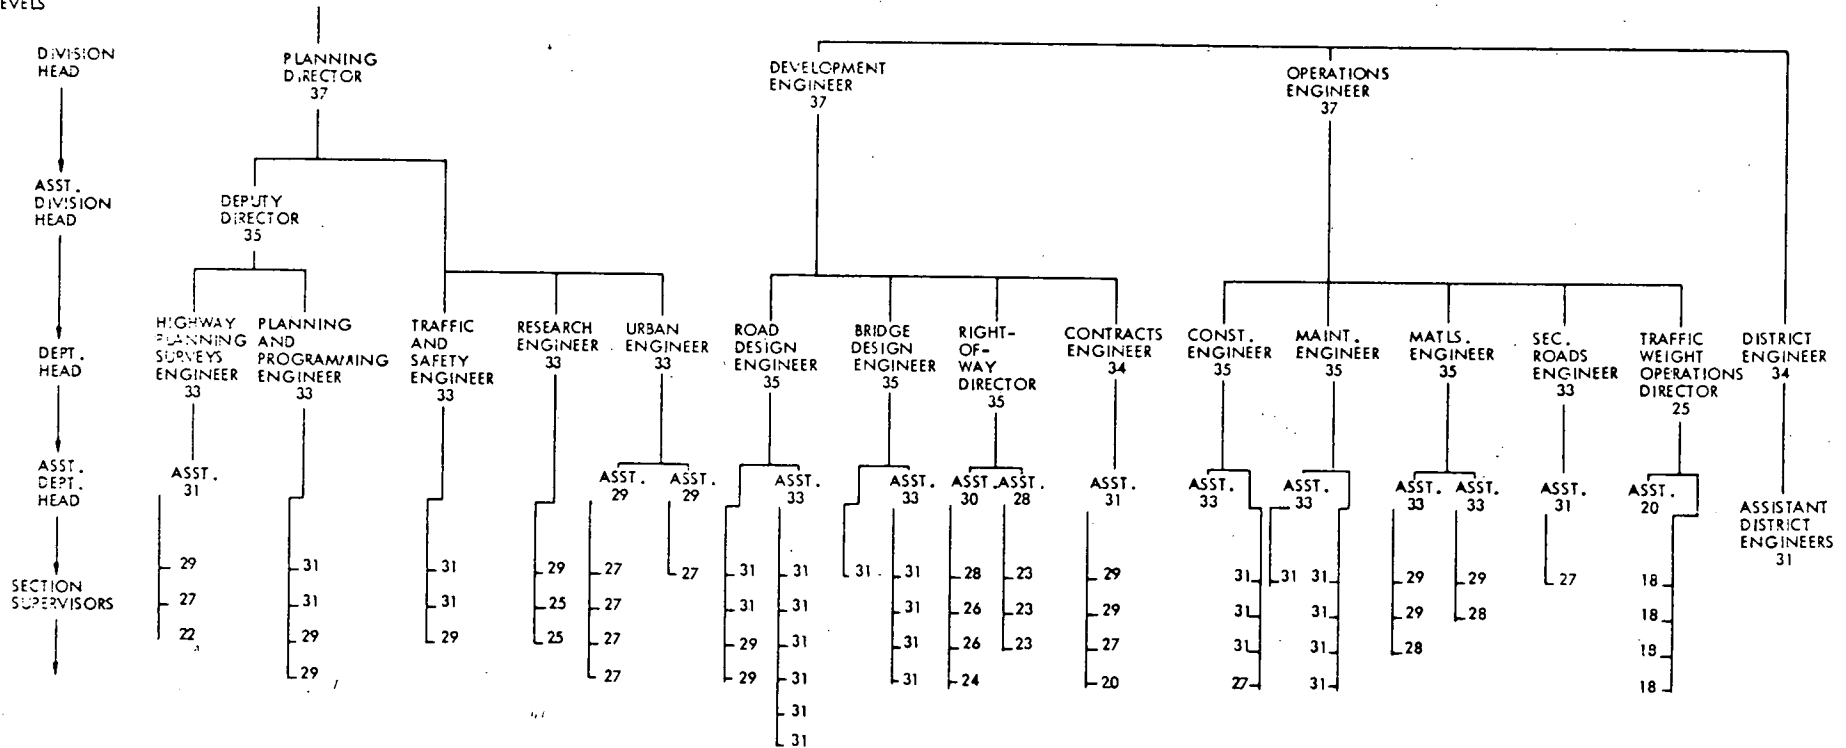 EVELS
DIVISION
HEAD
PLANNING
DIRECTOR
37
DEVELOPMENT
ENGINEER
37
OPERATIONS
ENGINEER
37
ASST.
DIVISION
HEAD
DEPUTY
DIRECTOR
35
DEPT.
HEAD
HIGHWAY
PLANNING
SURVEYS
ENGINEER
33
PLANNING
AND
PROGRAMMING
ENGINEER
33
TRAFFIC
AND
SAFETY
ENGINEER
33
RESEARCH
ENGINEER
33
URBAN
ENGINEER
33
ROAD
DESIGN
ENGINEER
35
BRIDGE
DESIGN
ENGINEER
35
RIGHT-
OF-
WAY
DIRECTOR
35
CONTRACTS
ENGINEER
34
CONST.
ENGINEER
35
MAINT.
ENGINEER
35
MATLS.
ENGINEER
35
SEC.
ROADS
ENGINEER
33
TRAFFIC
WEIGHT
OPERATIONS
DIRECTOR
25
DISTRICT
ENGINEER
34
ASST.
DEPT.
HEAD
ASST.
31
ASST.
29
ASST.
29
ASST.
33
ASST.
33
ASST.
30
ASST.
28
ASST.
31
ASST.
33
ASST.
33
ASST.
33
ASST.
33
ASST.
31
ASST.
20
ASSISTANT
DISTRICT
ENGINEERS
31
SECTION
SUPERVISORS
29
27
22
31
31
29
29
31
31
29
29
25
25
27
27
27
27
27
31
31
29
29
31
31
31
31
31
31
31
31
31
31
31
28
26
26
24
23
23
23
29
29
27
20
31
31
31
27
31
31
31
31
31
29
29
28
29
28
27
18
18
18
18